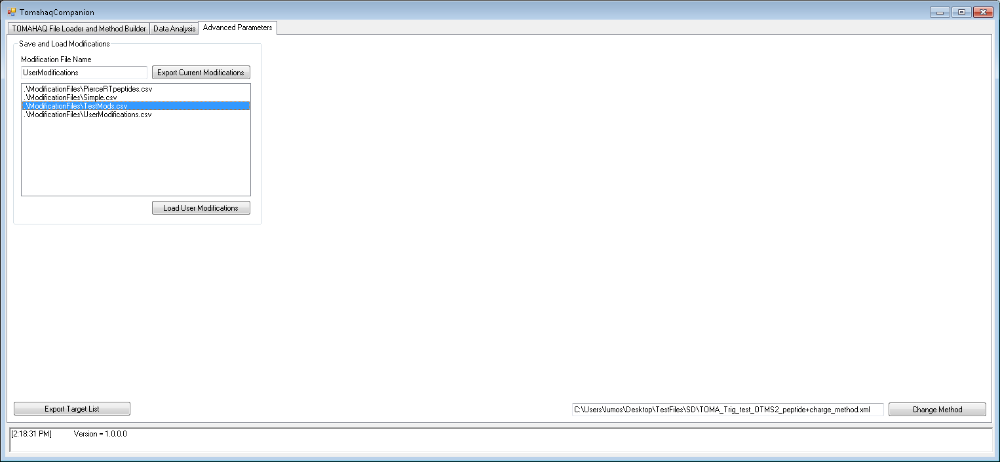 TomahaqCompanion
TOMAHAQ File Loader and Method Builder Data Analysis Advanced Parameters
Save and Load Modifications
Modification File Name
UserModifications Export Current Modifications
.\ModificationFiles\PierceRTpeptides.csv
.\ModificationFiles\Simple.csv
.\ModificationFiles\TestMods.csv
.\ModificationFiles\UserModifications.csv
Load User Modifications
Export Target List C:\Users\lumos\Desktop\TestFiles\SD\TOMA_Trig_test_OTMS2_peptide+charge_method.xml Change Method
[2:18:31 PM] Version = 1.0.0.0